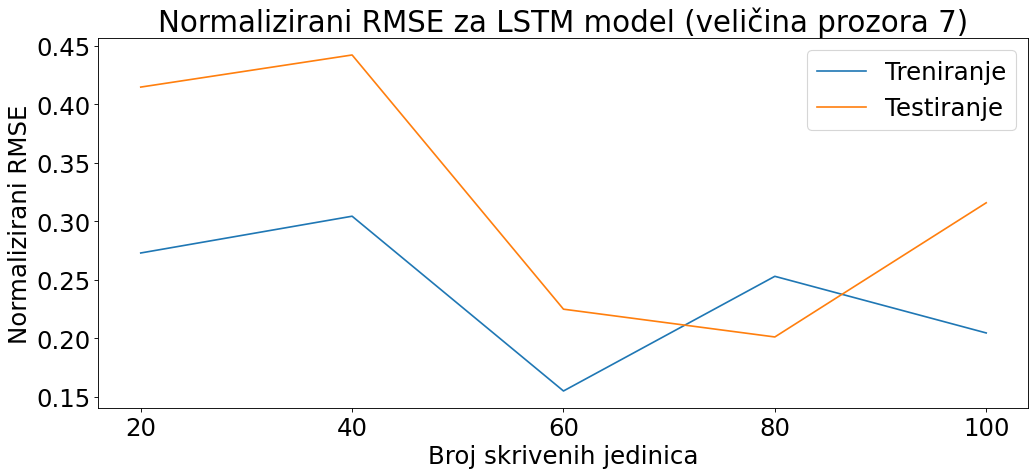 Normalizirani RMSE za LSTM model (veličina prozora 7)
Treniranje
Testiranje
Normalizirani RMSE
0.45
0.40
0.35
0.30
0.25
0.20
0.15
20 40 60 80 100
Broj skrivenih jedinica